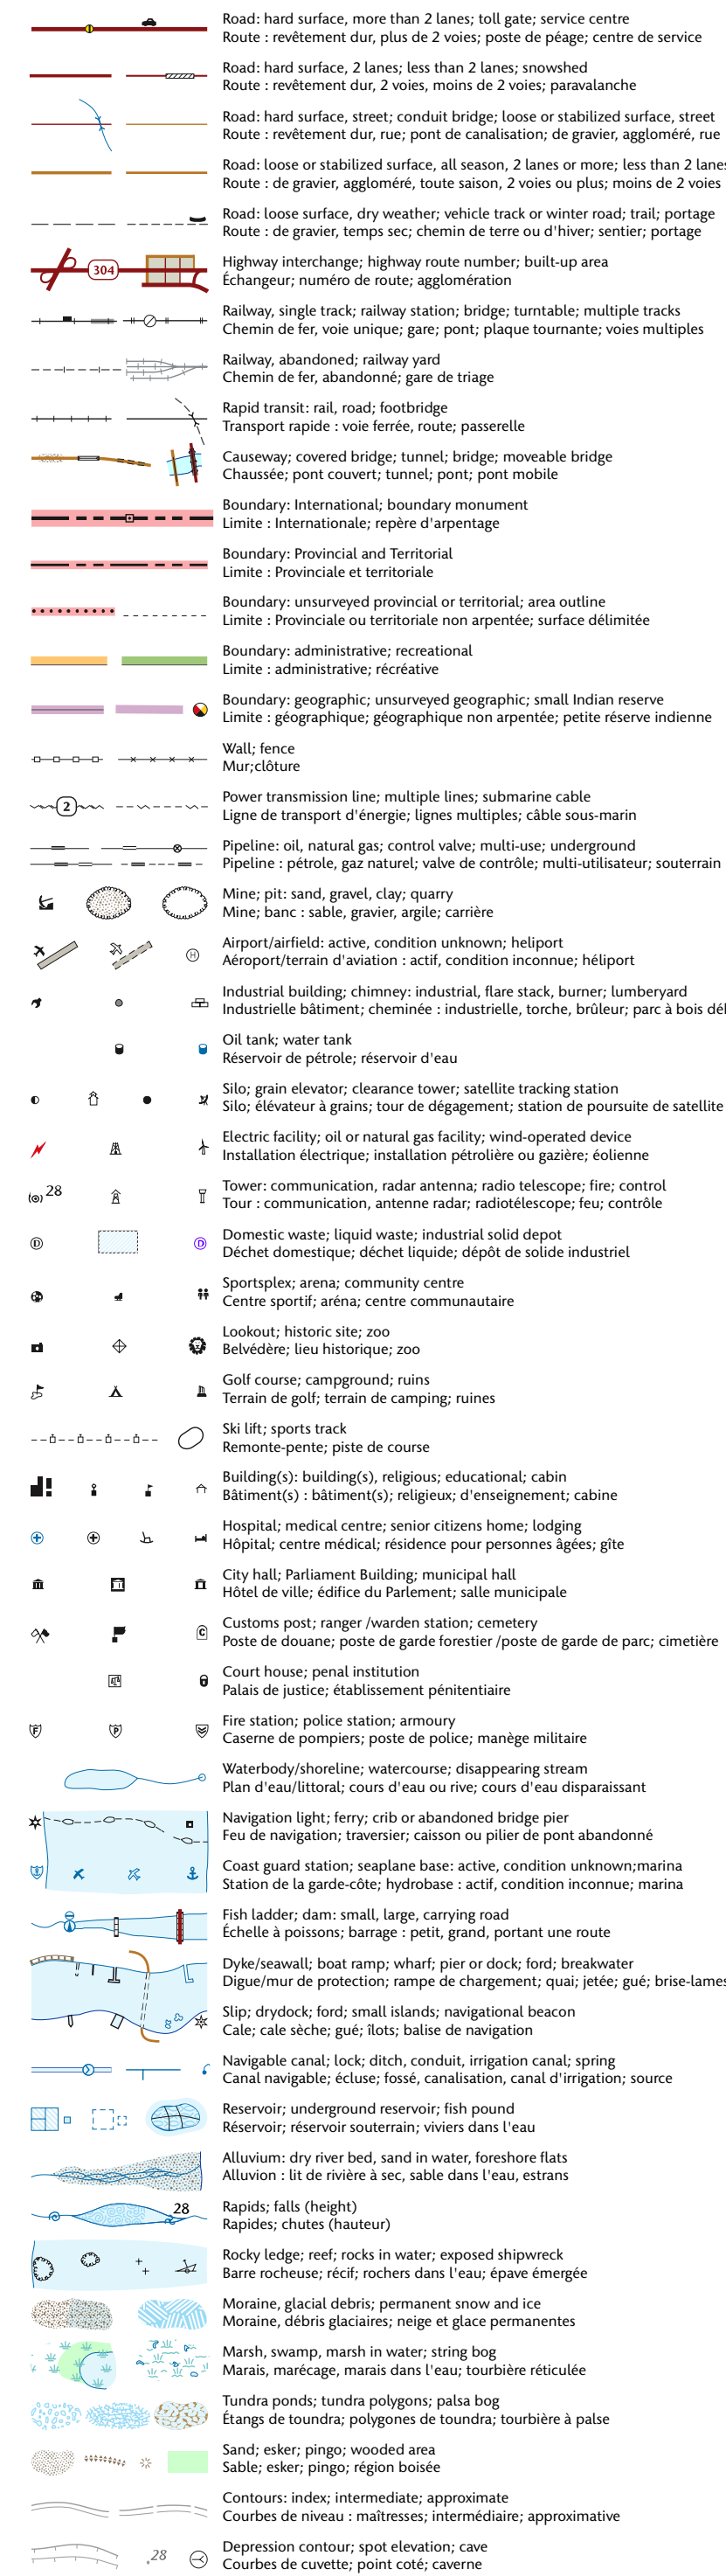 Road: hard surface, more than 2 lanes; toll gate; service centre
Route : revêtement dur, plus de 2 voies; poste de péage; centre de service
Road: hard surface, 2 lanes; less than 2 lanes; snowshed
Route : revêtement dur, 2 voies, moins de 2 voies; paravalanche
Road: hard surface, street; conduit bridge; loose or stabilized surface, street
Route : revêtement dur, rue; pont de canalisation; de gravier, aggloméré, rue
Road: loose or stabilized surface, all season, 2 lanes or more; less than 2 lanes
Route : de gravier, aggloméré, toute saison, 2 voies ou plus; moins de 2 voies
Road: loose surface, dry weather; vehicle track or winter road; trail; portage
Route : de gravier, temps sec; chemin de terre ou d'hiver; sentier; portage
304
Highway interchange; highway route number; built-up area
Échangeur; numéro de route; agglomération
Railway, single track; railway station; bridge; turntable; multiple tracks
Chemin de fer, voie unique; gare; pont; plaque tournante; voies multiples
Railway, abandoned; railway yard
Chemin de fer, abandonné; gare de triage
Rapid transit: rail, road; footbridge
Transport rapide : voie ferrée, route; passerelle
Causeway; covered bridge; tunnel; bridge; moveable bridge
Chaussée; pont couvert; tunnel; pont; pont mobile
Boundary: International; boundary monument
Limite : Internationale; repère d'arpentage
Boundary: Provincial and Territorial
Limite : Provinciale et territoriale
Boundary: unsurveyed provincial or territorial; area outline
Limite : Provinciale ou territoriale non arpentée; surface délimitée
Boundary: administrative; recreational
Limite : administrative; récréative
Boundary: geographic; unsurveyed geographic; small Indian reserve
Limite : géographique; géographique non arpentée; petite réserve indienne
Wall; fence
Mur;clôture
2
Power transmission line; multiple lines; submarine cable
Ligne de transport d'énergie; lignes multiples; câble sous-marin
Pipeline: oil, natural gas; control valve; multi-use; underground
Pipeline : pétrole, gaz naturel; valve de contrôle; multi-utilisateur; souterrain
Mine; pit: sand, gravel, clay; quarry
Mine; banc : sable, gravier, argile; carrière
H
Airport/airfield: active, condition unknown; heliport
Aéroport/terrain d'aviation : actif, condition inconnue; héliport
Industrial building; chimney: industrial, flare stack, burner; lumberyard
Industrielle bâtiment; cheminée : industrielle, torche, brûleur; parc à bois dél
Oil tank; water tank
Réservoir de pétrole; réservoir d'eau
Silo; grain elevator; clearance tower; satellite tracking station
Silo; élévateur à grains; tour de dégagement; station de poursuite de satellite
Electric facility; oil or natural gas facility; wind-operated device
Installation électrique; installation pétrolière ou gazière; éolienne
28
Tower: communication, radar antenna; radio telescope; fire; control
Tour : communication, antenne radar; radiotélescope; feu; contrôle
D D
Domestic waste; liquid waste; industrial solid depot
Déchet domestique; déchet liquide; dépôt de solide industriel
Sportsplex; arena; community centre
Centre sportif; aréna; centre communautaire
Lookout; historic site; zoo
Belvédère; lieu historique; zoo
Golf course; campground; ruins
Terrain de golf; terrain de camping; ruines
Ski lift; sports track
Remonte-pente; piste de course
Building(s): building(s), religious; educational; cabin
Bâtiment(s) : bâtiment(s); religieux; d'enseignement; cabine
Hospital; medical centre; senior citizens home; lodging
Hôpital; centre médical; résidence pour personnes âgées; gîte
City hall; Parliament Building; municipal hall
Hôtel de ville; édifice du Parlement; salle municipale
C
Customs post; ranger /warden station; cemetery
Poste de douane; poste de garde forestier /poste de garde de parc; cimetière
Court house; penal institution
Palais de justice; établissement pénitentiaire
F P
Fire station; police station; armoury
Caserne de pompiers; poste de police; manège militaire
Waterbody/shoreline; watercourse; disappearing stream
Plan d'eau/littoral; cours d'eau ou rive; cours d'eau disparaissant
Navigation light; ferry; crib or abandoned bridge pier
Feu de navigation; traversier; caisson ou pilier de pont abandonné
Coast guard station; seaplane base: active, condition unknown;marina
Station de la garde-côte; hydrobase : actif, condition inconnue; marina
Fish ladder; dam: small, large, carrying road
Échelle à poissons; barrage : petit, grand, portant une route
Dyke/seawall; boat ramp; wharf; pier or dock; ford; breakwater
Digue/mur de protection; rampe de chargement; quai; jetée; gué; brise-lames
Slip; drydock; ford; small islands; navigational beacon
Cale; cale sèche; gué; îlots; balise de navigation
Navigable canal; lock; ditch, conduit, irrigation canal; spring
Canal navigable; écluse; fossé, canalisation, canal d'irrigation; source
Reservoir; underground reservoir; fish pound
Réservoir; réservoir souterrain; viviers dans l'eau
Alluvium: dry river bed, sand in water, foreshore flats
Alluvion : lit de rivière à sec, sable dans l'eau, estrans
28
Rapids; falls (height)
Rapides; chutes (hauteur)
Rocky ledge; reef; rocks in water; exposed shipwreck
Barre rocheuse; récif; rochers dans l'eau; épave émergée
Moraine, glacial debris; permanent snow and ice
Moraine, débris glaciaires; neige et glace permanentes
Marsh, swamp, marsh in water; string bog
Marais, marécage, marais dans l'eau; tourbière réticulée
Tundra ponds; tundra polygons; palsa bog
Étangs de toundra; polygones de toundra; tourbière à palse
Sand; esker; pingo; wooded area
Sable; esker; pingo; région boisée
Contours: index; intermediate; approximate
Courbes de niveau : maîtresses; intermédiaire; approximative
.28
Depression contour; spot elevation; cave
Courbes de cuvette; point coté; caverne